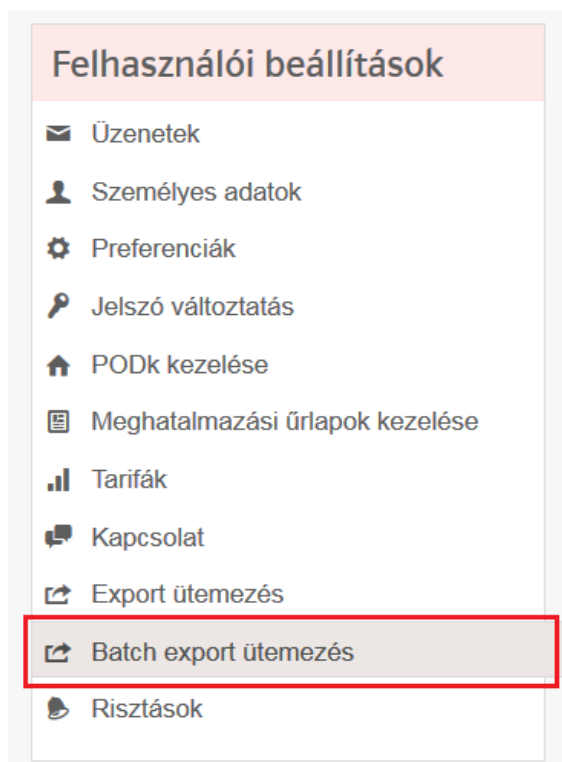 Felhasználói beállítások
Üzenetek
Személyes adatok
Preferenciák
Jelszó változtatás
PODk kezelése
Meghatalmazási űrlapok kezelése
Tarifák
Kapcsolat
Export ütemezés
Batch export ütemezés
Risztások